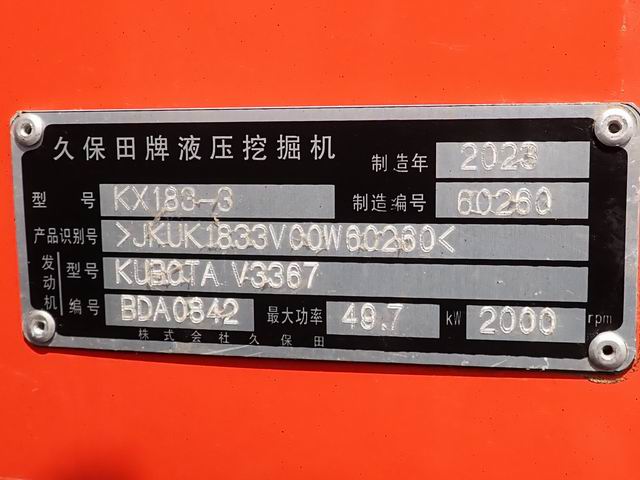 久保田牌液压挖掘机 制造年 2023
型号 KX183-3 制造编号 60260
产品识别号 >JKUK1833V00W60260<
发动机 型号 KUBOTA V3367
编号 BDA0842 最大功率 49.7 kW 2000 rpm
株式会社久保田